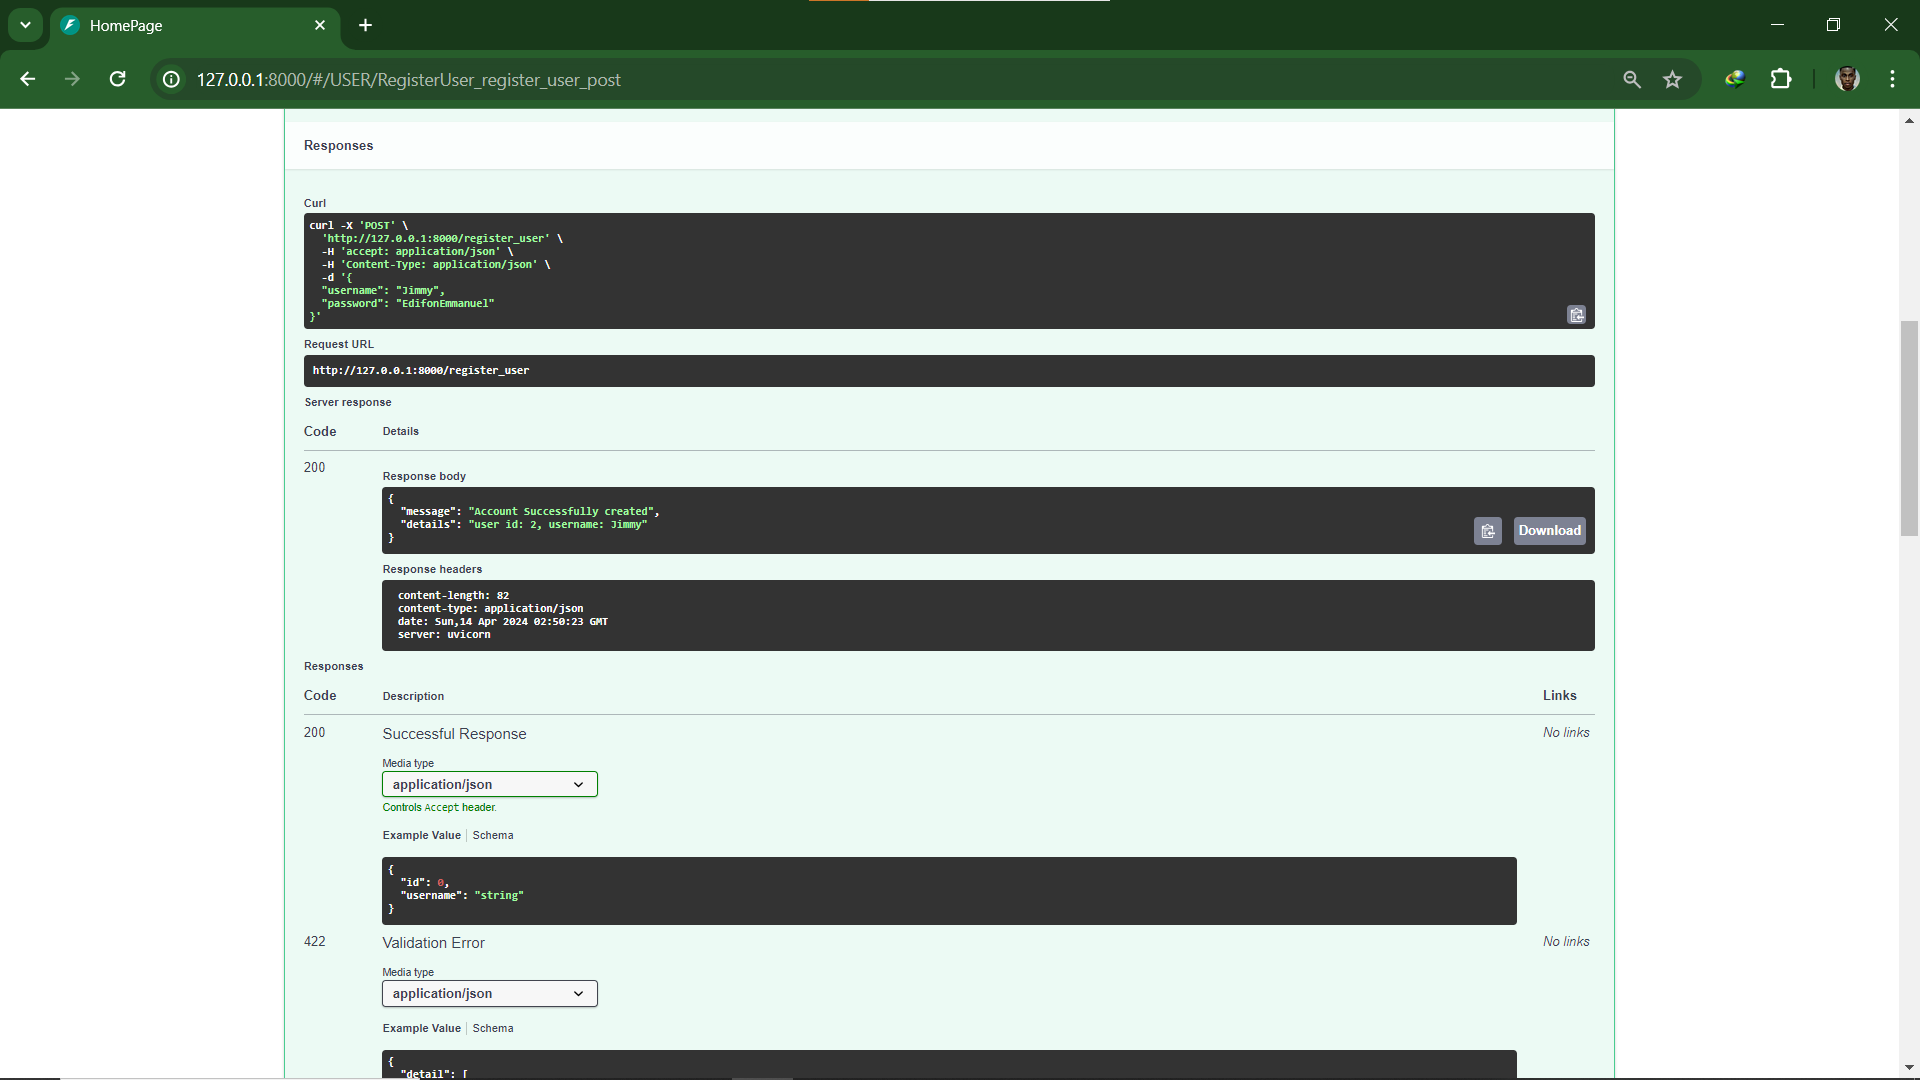 HomePage
127.0.0.1:8000/#/USER/RegisterUser_register_user_post
Responses
Curl
curl -X 'POST' \
'http://127.0.0.1:8000/register_user' \
-H 'accept: application/json' \
-H 'Content-Type: application/json' \
-d '{
"username": "Jimmy",
"password": "EdifonEmmanuel"
}'
Request URL
http://127.0.0.1:8000/register_user
Server response
Code Details
200
Response body
{
"message": "Account Successfully created",
"details": "user id: 2, username: Jimmy"
}
Download
Response headers
content-length: 82
content-type: application/json
date: Sun,14 Apr 2024 02:50:23 GMT
server: uvicorn
Responses
Code Description Links
200 Successful Response No links
Media type
application/json
Controls Accept header.
Example Value Schema
{
"id": 0,
"username": "string"
}
422 Validation Error No links
Media type
application/json
Example Value Schema
{
"detail": [